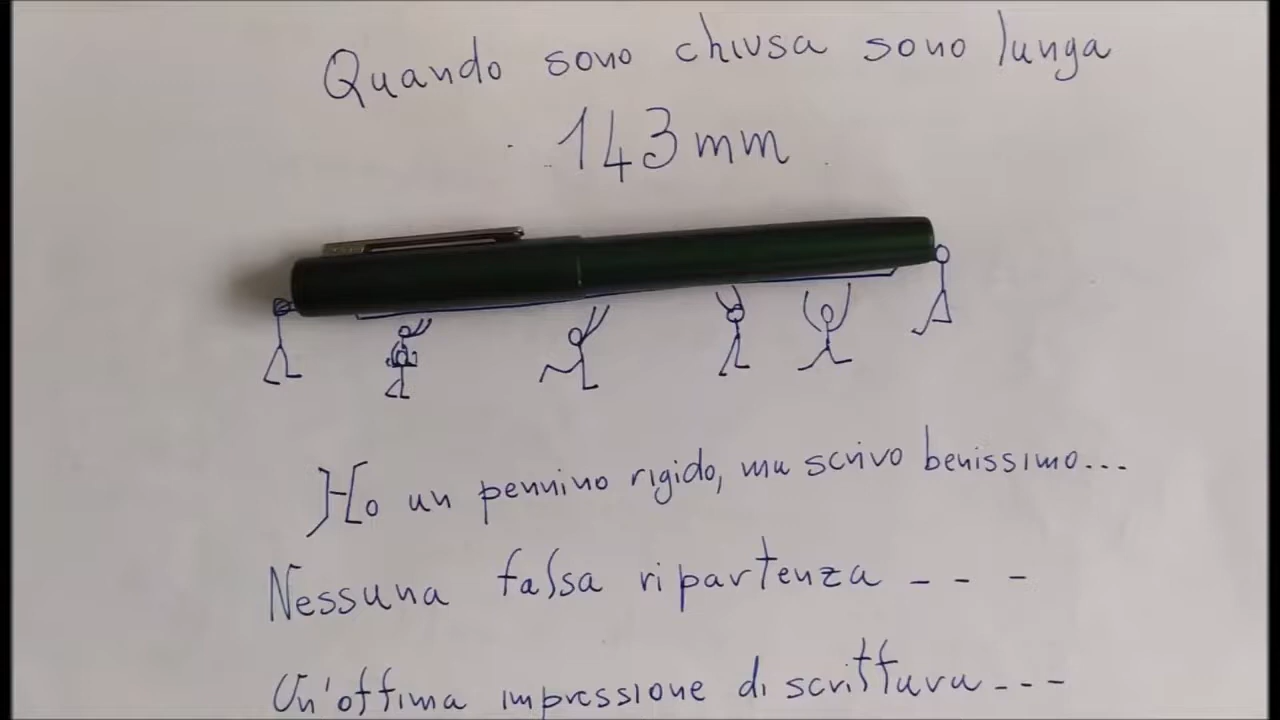 Quando sono chiusa sono lunga
143 mm
Ho un pennino rigido, ma scrivo benissimo...
Nessuna falsa ripartenza - - -
Un'ottima impressione di scrittura - - -